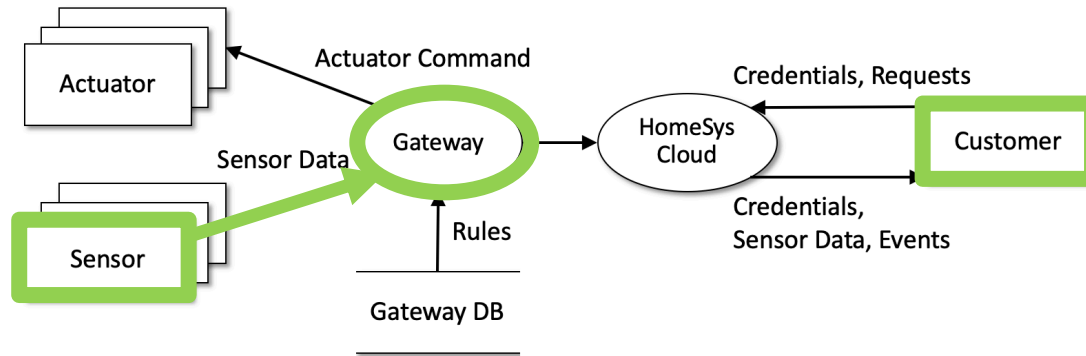 Actuator
Actuator Command
Credentials, Requests
Gateway
HomeSys
Cloud
Customer
Sensor Data
Sensor
Rules
Credentials,
Sensor Data, Events
Gateway DB